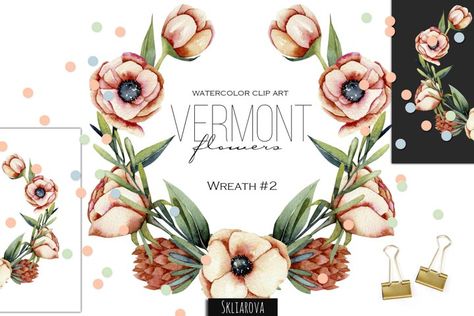 WATERCOLOR CLIP ART
VERMONT
flowers
WREATH #2
SKLIAROVA